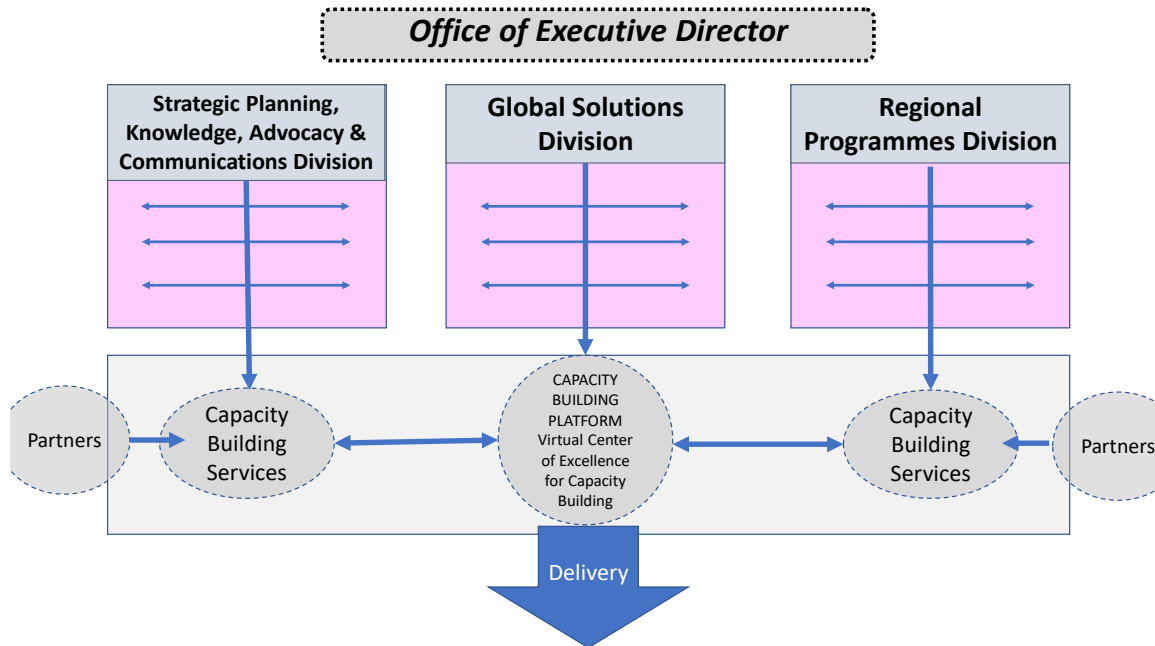 Office of Executive Director
Strategic Planning,
Knowledge, Advocacy &
Communications Division
Global Solutions
Division
Regional
Programmes Division
Partners
Capacity
Building
Services
CAPACITY
BUILDING
PLATFORM
Virtual Center
of Excellence
for Capacity
Building
Capacity
Building
Services
Partners
Delivery